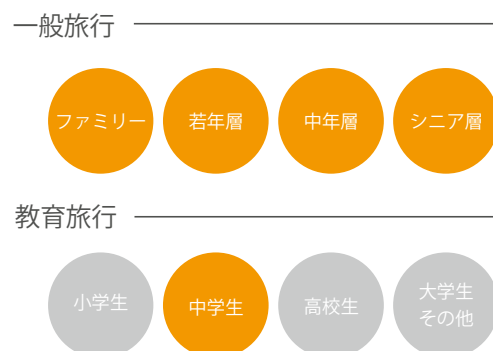 一般旅行
ファミリー
若年層
中年層
シニア層
教育旅行
小学生
中学生
高校生
大学生
その他